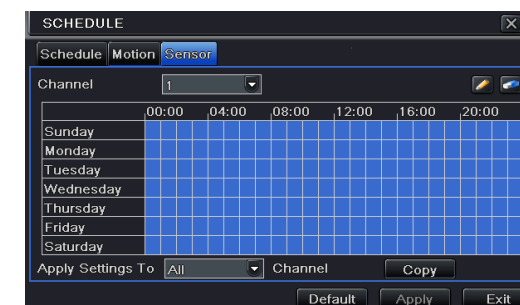 SCHEDULE
Schedule Motion Sensor
Channel 1
00:00 04:00 08:00 12:00 16:00 20:00
Sunday
Monday
Tuesday
Wednesday
Thursday
Friday
Saturday
Apply Settings To All Channel Copy
Default Apply Exit